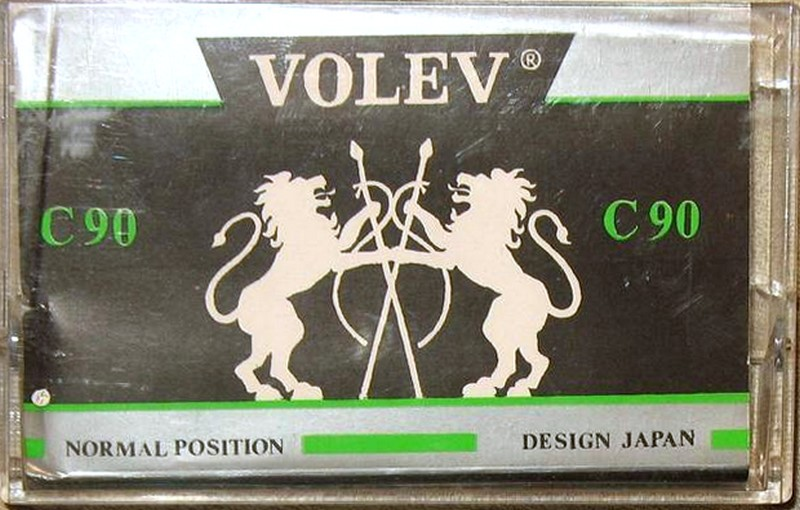 VOLEV®
C 90
C 90
NORMAL POSITION
DESIGN JAPAN